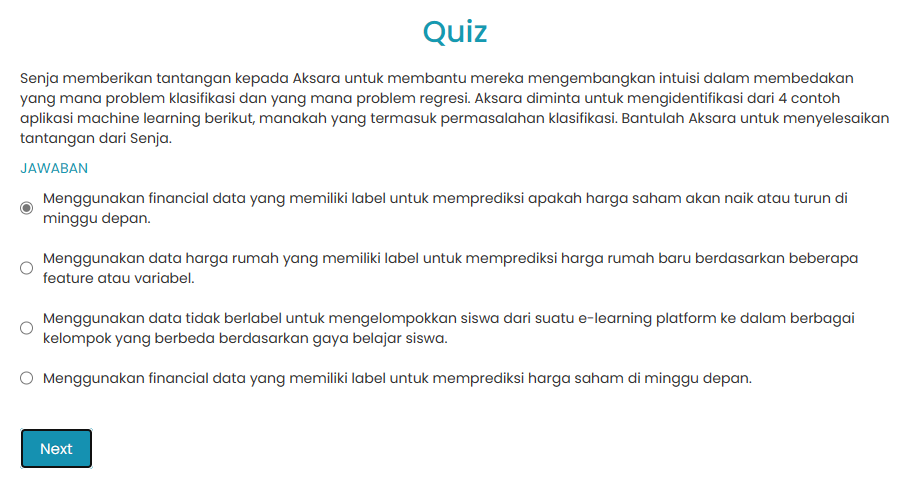 Quiz
Senja memberikan tantangan kepada Aksara untuk membantu mereka mengembangkan intuisi dalam membedakan
yang mana problem klasifikasi dan yang mana problem regresi. Aksara diminta untuk mengidentifikasi dari 4 contoh
aplikasi machine learning berikut, manakah yang termasuk permasalahan klasifikasi. Bantulah Aksara untuk menyelesaikan
tantangan dari Senja.
JAWABAN
Menggunakan financial data yang memiliki label untuk memprediksi apakah harga saham akan naik atau turun di
minggu depan.
Menggunakan data harga rumah yang memiliki label untuk memprediksi harga rumah baru berdasarkan beberapa
feature atau variabel.
Menggunakan data tidak berlabel untuk mengelompokkan siswa dari suatu e-learning platform ke dalam berbagai
kelompok yang berbeda berdasarkan gaya belajar siswa.
Menggunakan financial data yang memiliki label untuk memprediksi harga saham di minggu depan.
Next